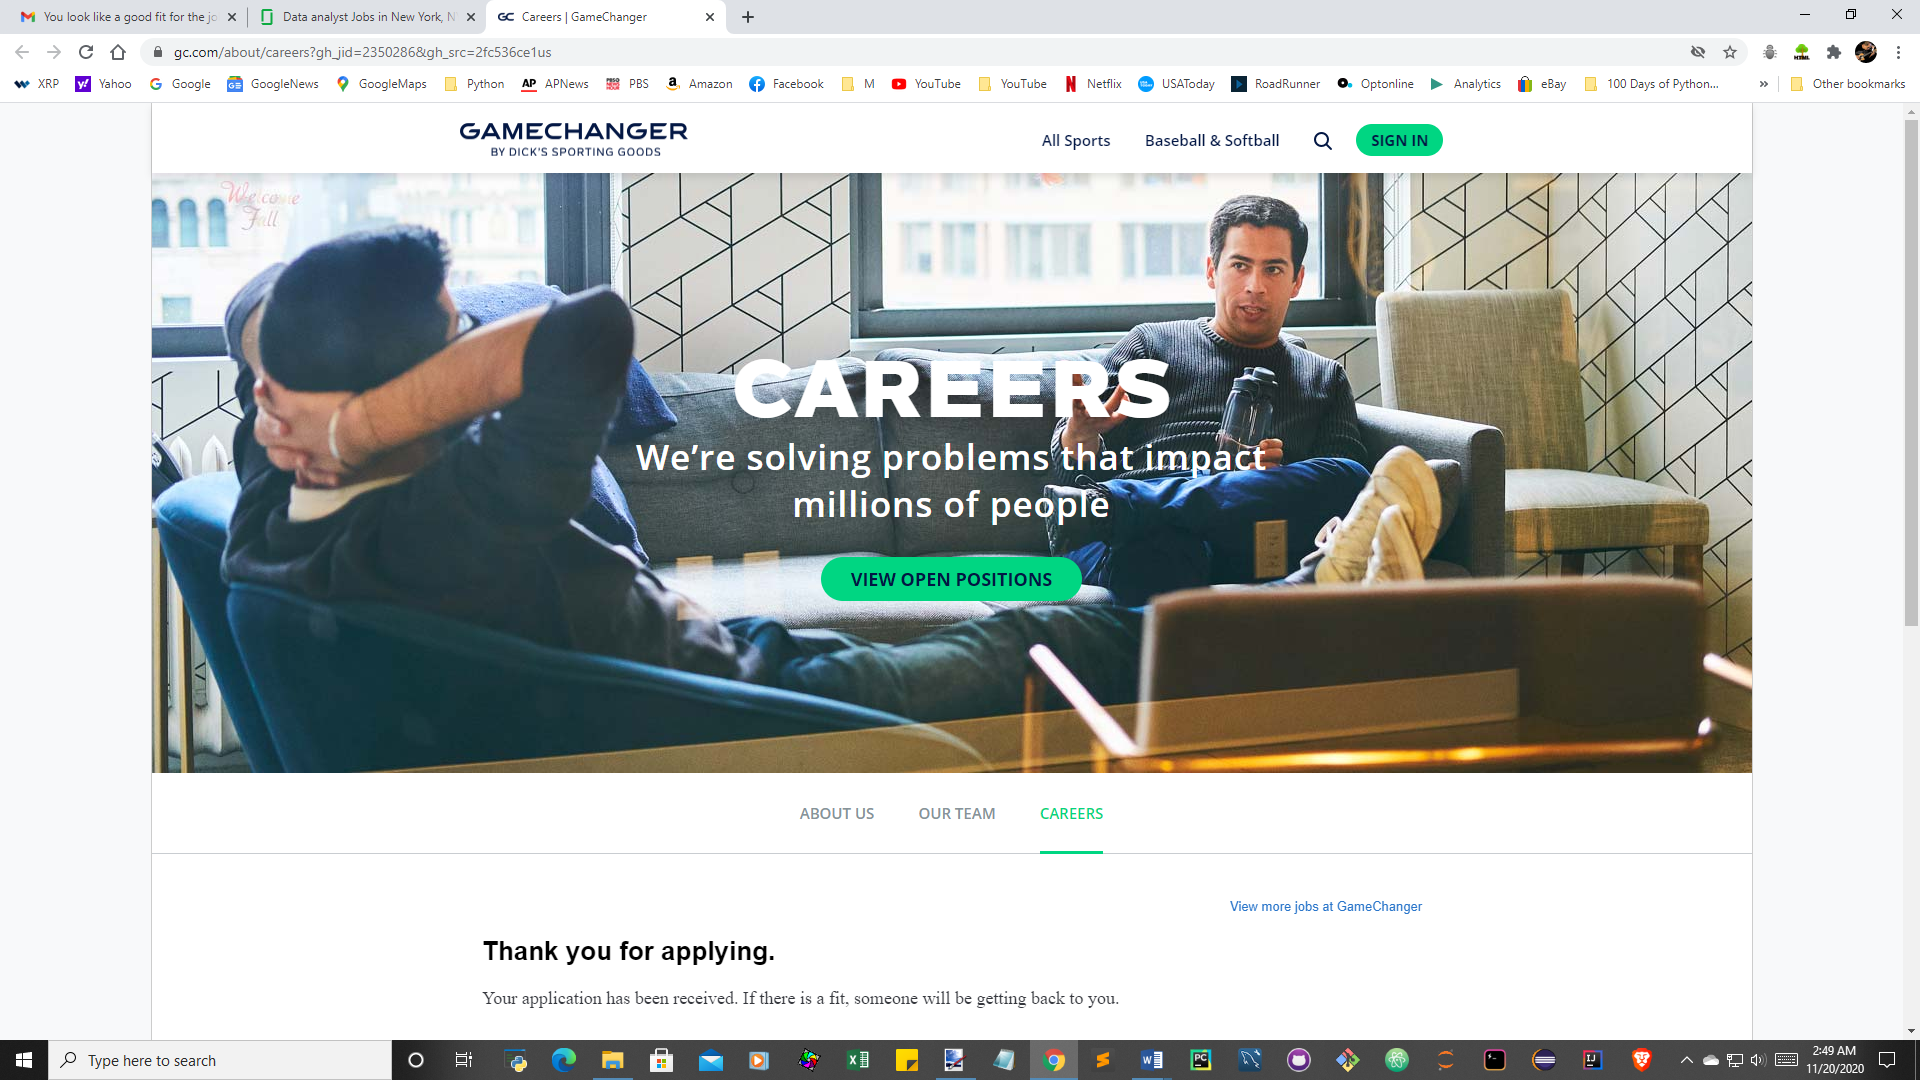 You look like a good fit for the jo
Data analyst Jobs in New York, N
Careers | GameChanger
gc.com/about/careers?gh_jid=2350286&gh_src=2fc536ce1us
XRP
Yahoo
Google
GoogleNews
GoogleMaps
Python
APNews
PBS
Amazon
Facebook
M
YouTube
YouTube
Netflix
USAToday
RoadRunner
Optonline
Analytics
eBay
100 Days of Python...
Other bookmarks
GAMECHANGER
BY DICK'S SPORTING GOODS
All Sports
Baseball & Softball
SIGN IN
Welcome
Fall
CAREERS
We’re solving problems that impact
millions of people
VIEW OPEN POSITIONS
ABOUT US
OUR TEAM
CAREERS
View more jobs at GameChanger
Thank you for applying.
Your application has been received. If there is a fit, someone will be getting back to you.
Type here to search
2:49 AM
11/20/2020